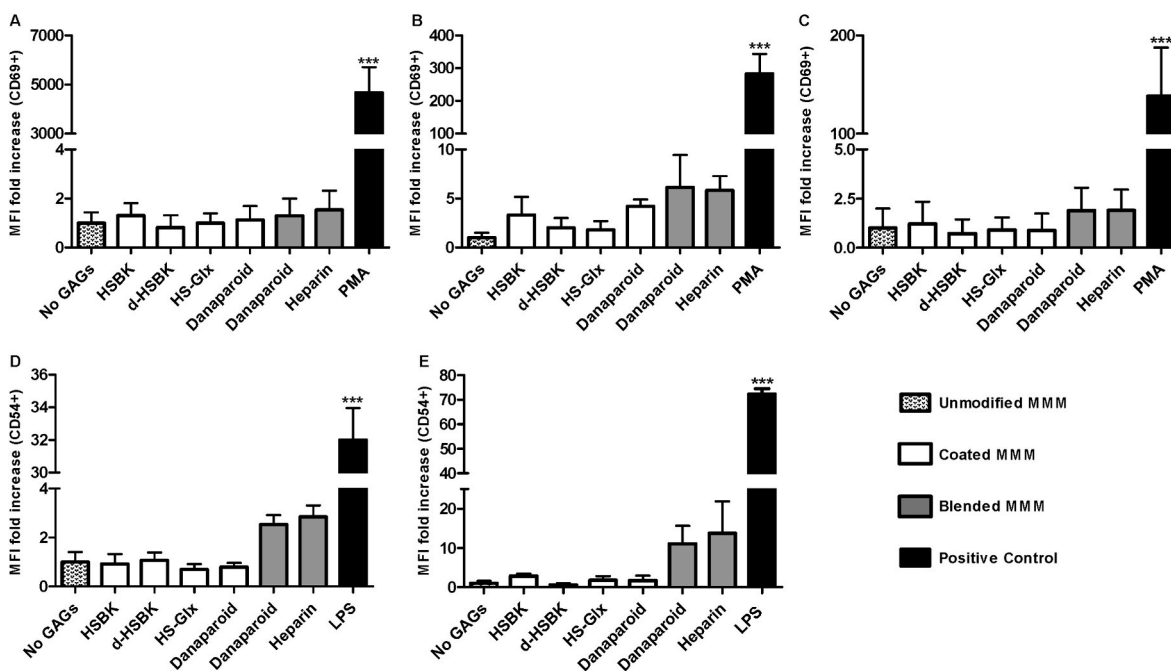 A
MFI fold increase (CD69+)
7000
5000
3000
4
2
0
***
No GAGs
HSBK
d-HSBK
HS-Glx
Danaparoid
Danaparoid
Heparin
PMA
B
MFI fold increase (CD69+)
400
300
200
100
10
5
0
***
No GAGs
HSBK
d-HSBK
HS-Glx
Danaparoid
Danaparoid
Heparin
PMA
C
MFI fold increase (CD69+)
200
100
5.0
2.5
0.0
***
No GAGs
HSBK
d-HSBK
HS-Glx
Danaparoid
Danaparoid
Heparin
PMA
D
MFI fold increase (CD54+)
36
34
32
30
4
2
0
***
No GAGs
HSBK
d-HSBK
HS-Glx
Danaparoid
Danaparoid
Heparin
LPS
E
MFI fold increase (CD54+)
80
70
60
50
40
20
10
0
***
No GAGs
HSBK
d-HSBK
HS-Glx
Danaparoid
Danaparoid
Heparin
LPS
Unmodified MMM
Coated MMM
Blended MMM
Positive Control